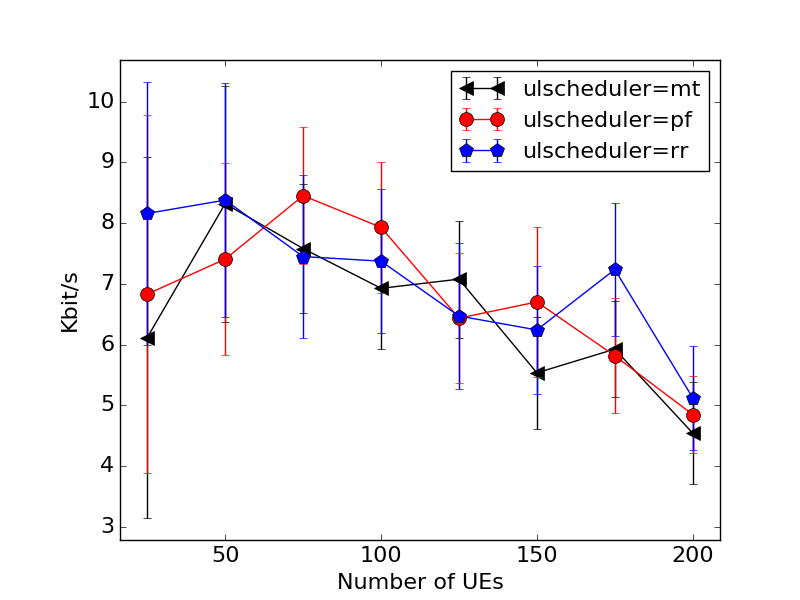 ulscheduler=mt
ulscheduler=pf
ulscheduler=rr
Kbit/s
10
9
8
7
6
5
4
3
50 100 150 200
Number of UEs